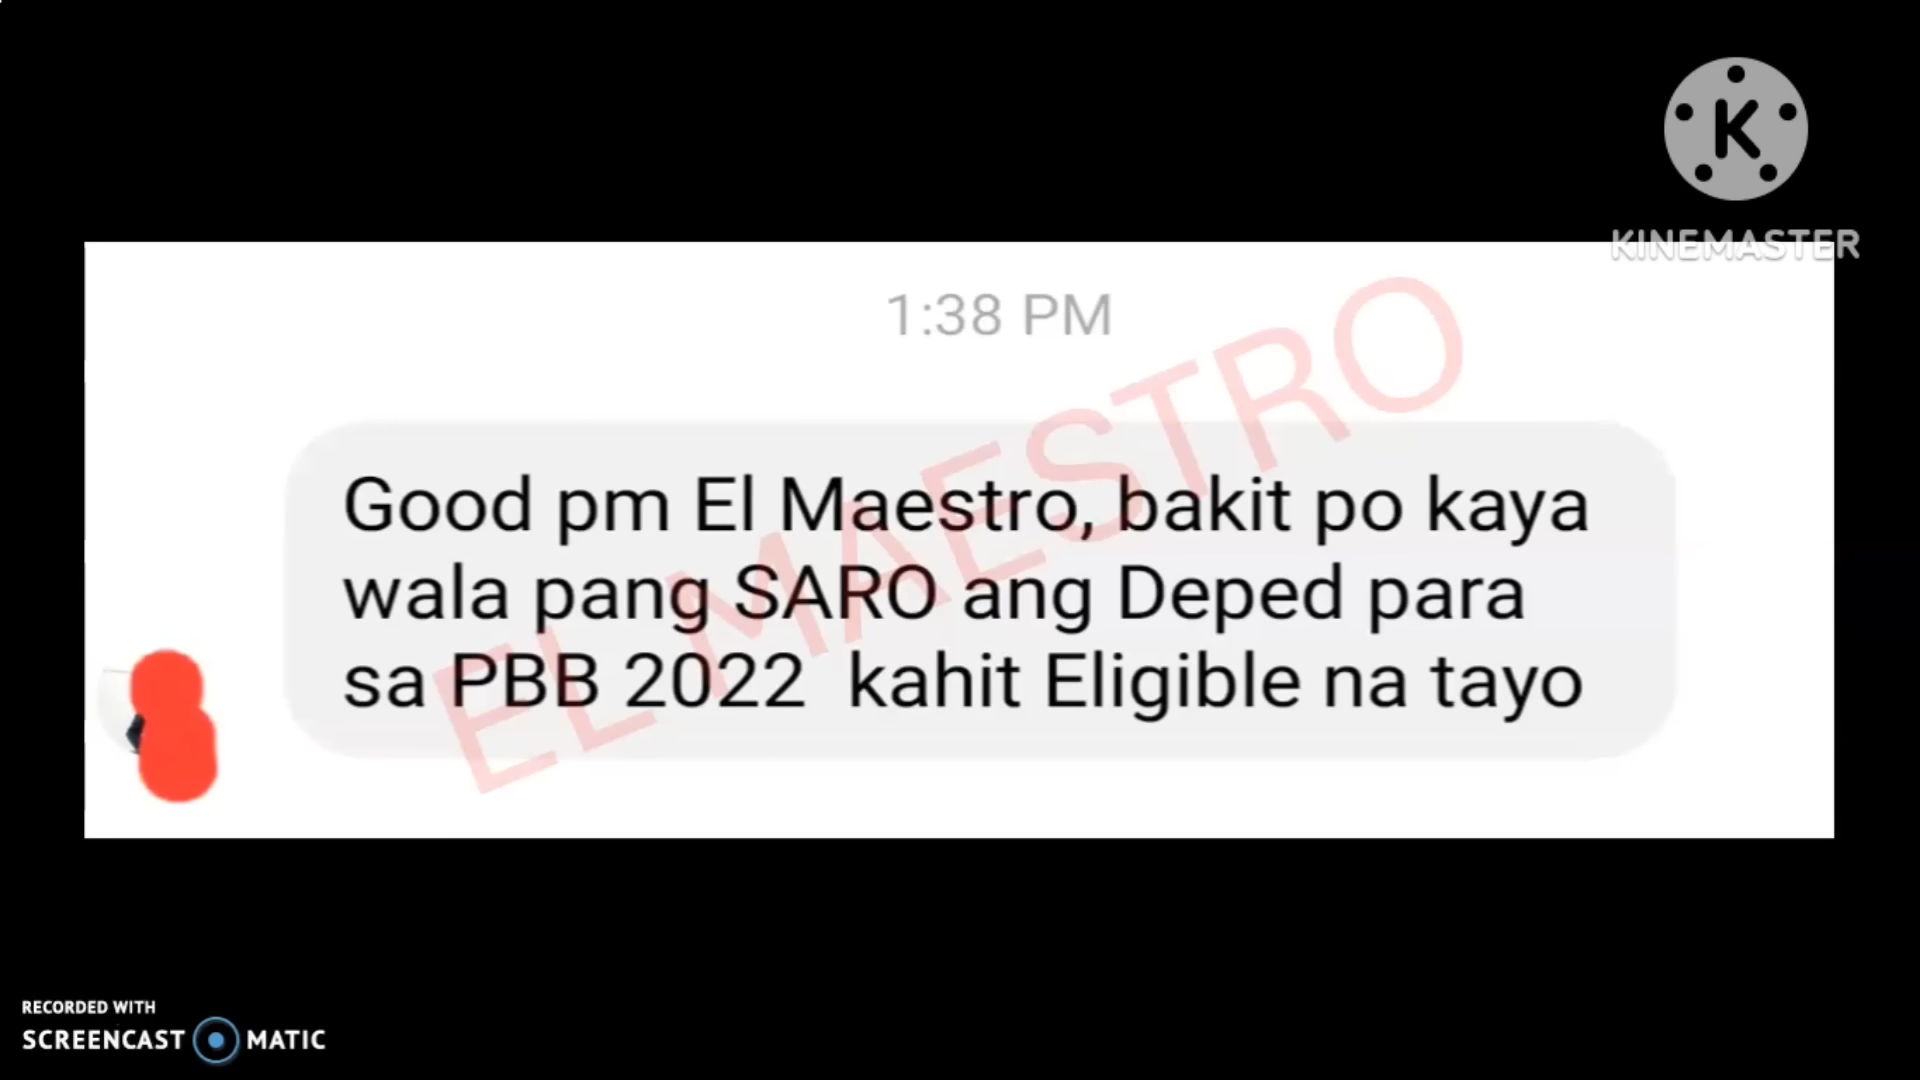 K
KINEMASTER
1:38 PM
Good pm El Maestro, bakit po kaya
wala pang SARO ang Deped para
sa PBB 2022 kahit Eligible na tayo
EL MAESTRO
RECORDED WITH
SCREENCAST MATIC